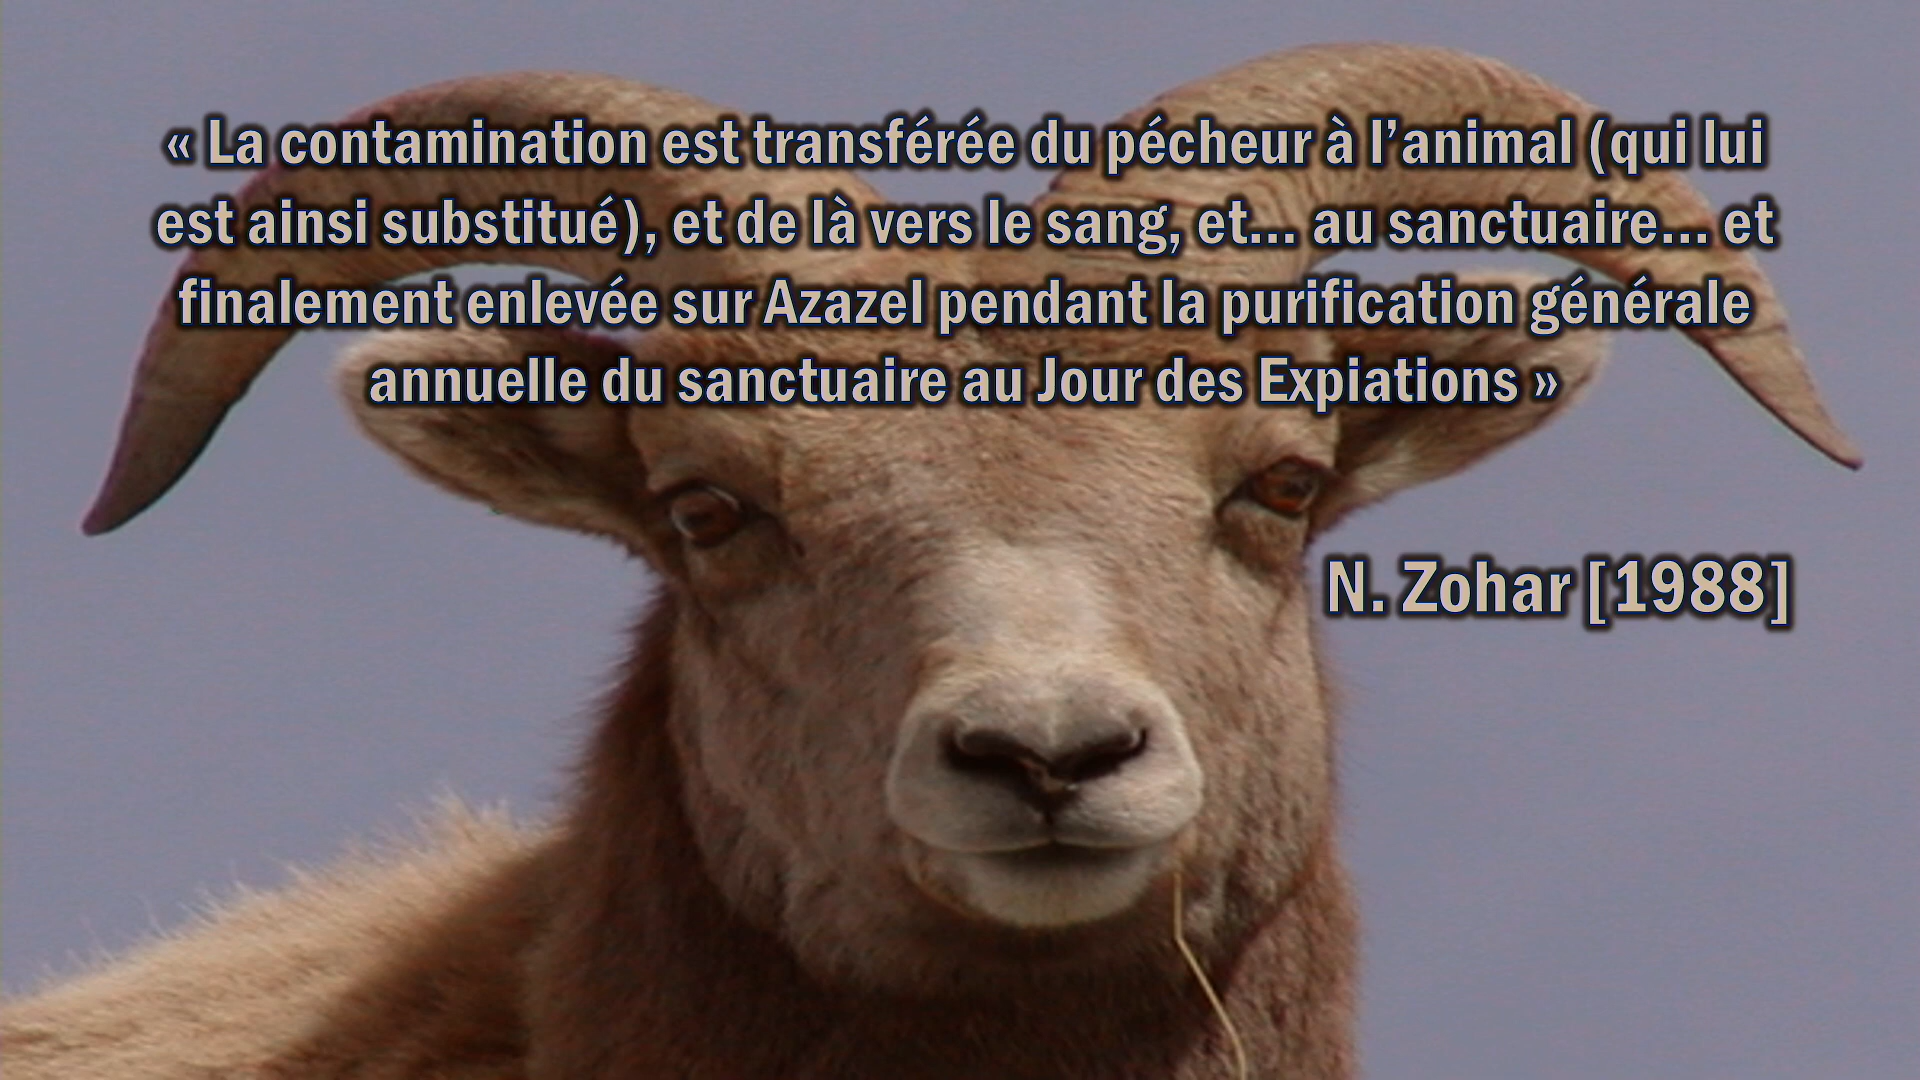 « La contamination est transférée du pécheur à l’animal (qui lui
est ainsi substitué), et de là vers le sang, et... au sanctuaire... et
finalement enlevée sur Azazel pendant la purification générale
annuelle du sanctuaire au Jour des Expiations »
N. Zohar [1988]